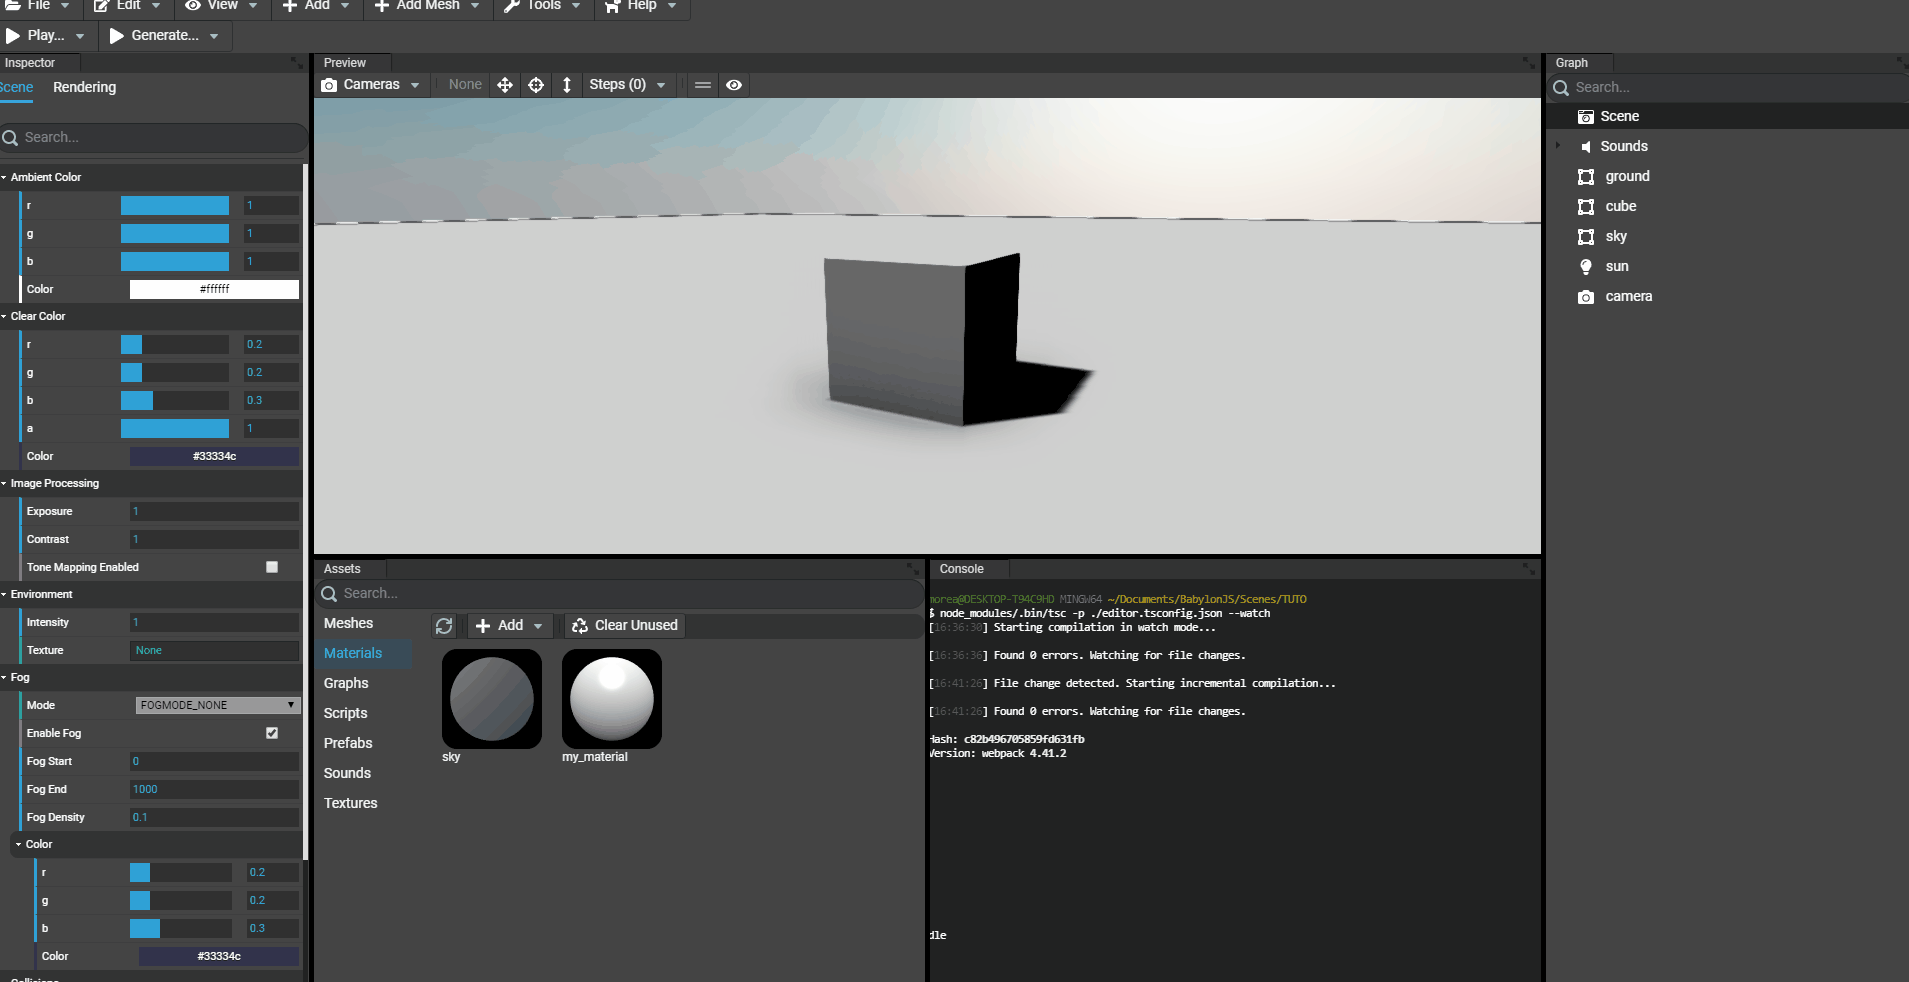 File Edit View Add Add Mesh Tools Help
Play... Generate...
Inspector
Scene Rendering
Search...
Ambient Color
r 1
g 1
b 1
Color #ffffff
Clear Color
r 0.2
g 0.2
b 0.3
a 1
Color #33334c
Image Processing
Exposure 1
Contrast 1
Tone Mapping Enabled
Environment
Intensity 1
Texture None
Fog
Mode FOGMODE_NONE
Enable Fog
Fog Start 0
Fog End 1000
Fog Density 0.1
Color
r 0.2
g 0.2
b 0.3
Color #33334c
Preview
Cameras None Steps (0)
Assets
Search...
Meshes
Materials
Graphs
Scripts
Prefabs
Sounds
Textures
Add Clear Unused
sky my_material
Console
morea@DESKTOP-T94C9HD MINGW64 ~/Documents/BabylonJS/Scenes/TUTO
$ node_modules/.bin/tsc -p ./editor.tsconfig.json --watch
[16:36:30] Starting compilation in watch mode...
[16:36:36] Found 0 errors. Watching for file changes.
[16:41:26] File change detected. Starting incremental compilation...
[16:41:26] Found 0 errors. Watching for file changes.
Hash: c82b496705859fd631fb
Version: webpack 4.41.2
dle
Graph
Search...
Scene
Sounds
ground
cube
sky
sun
camera